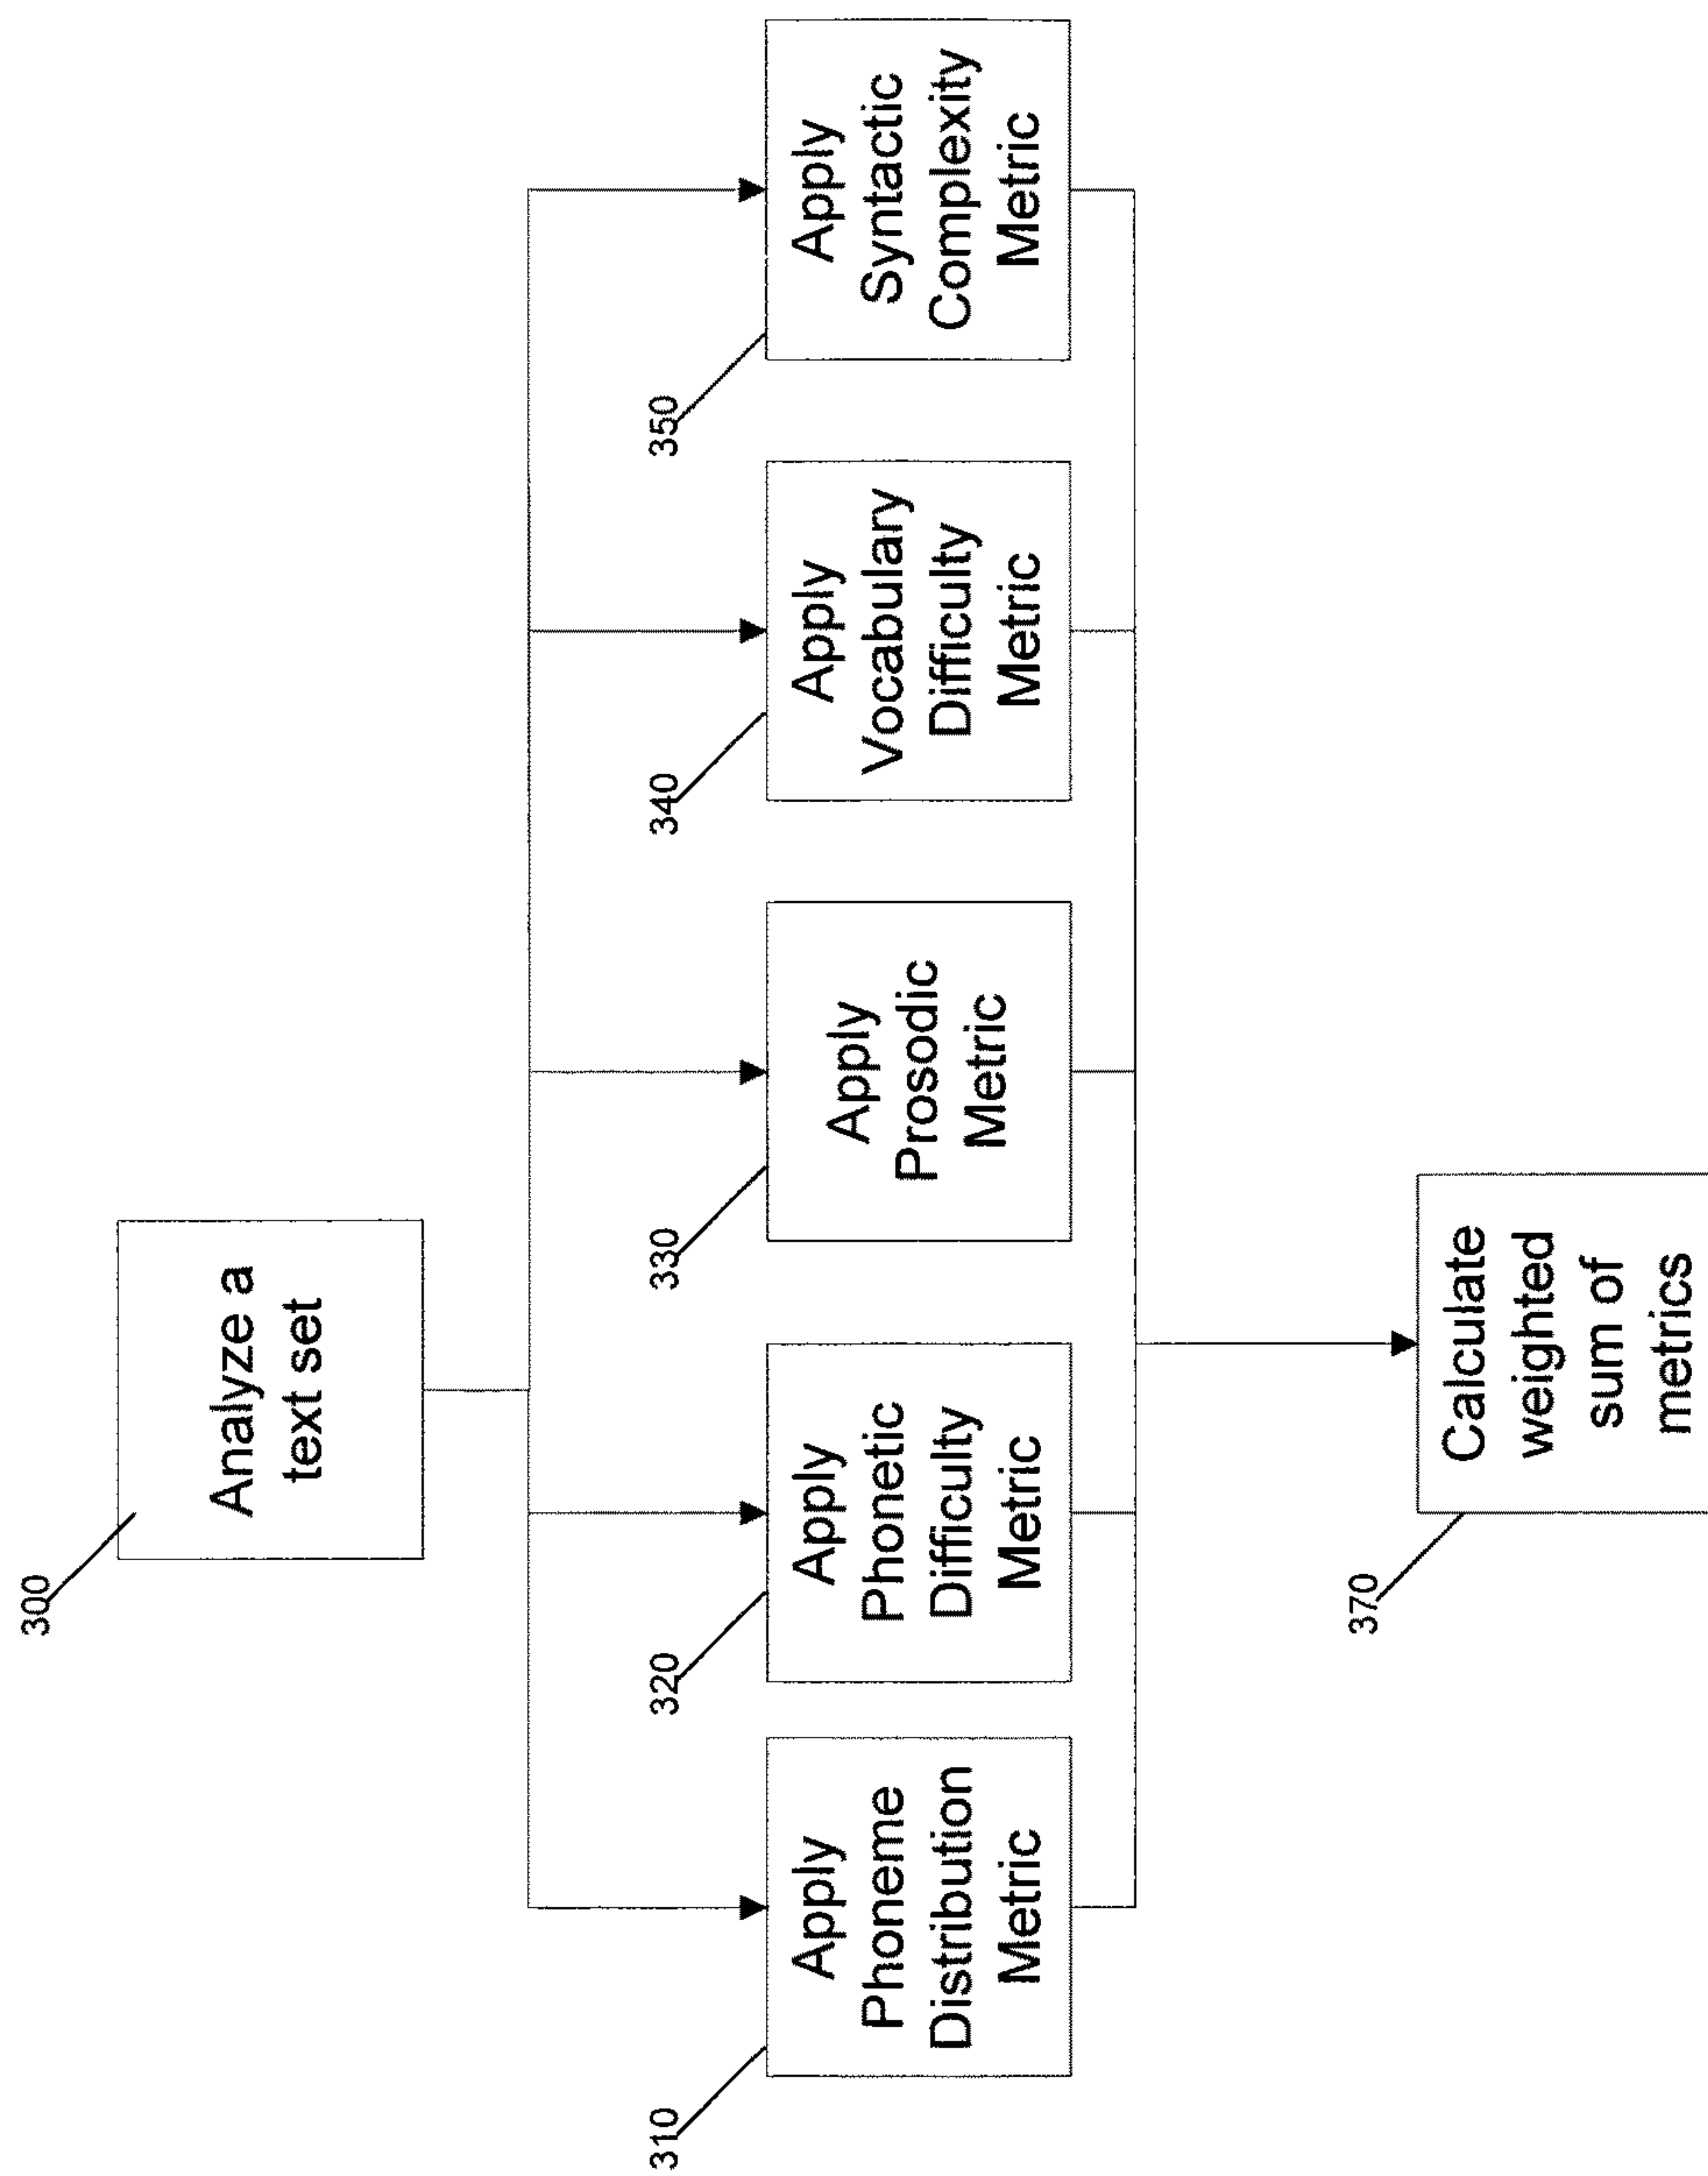 300
Analyze a
text set
310
Apply
Phoneme
Distribution
Metric
320
Apply
Phonetic
Difficulty
Metric
330
Apply
Prosodic
Metric
340
Apply
Vocabulary
Difficulty
Metric
350
Apply
Syntactic
Complexity
Metric
370
Calculate
weighted
sum of
metrics